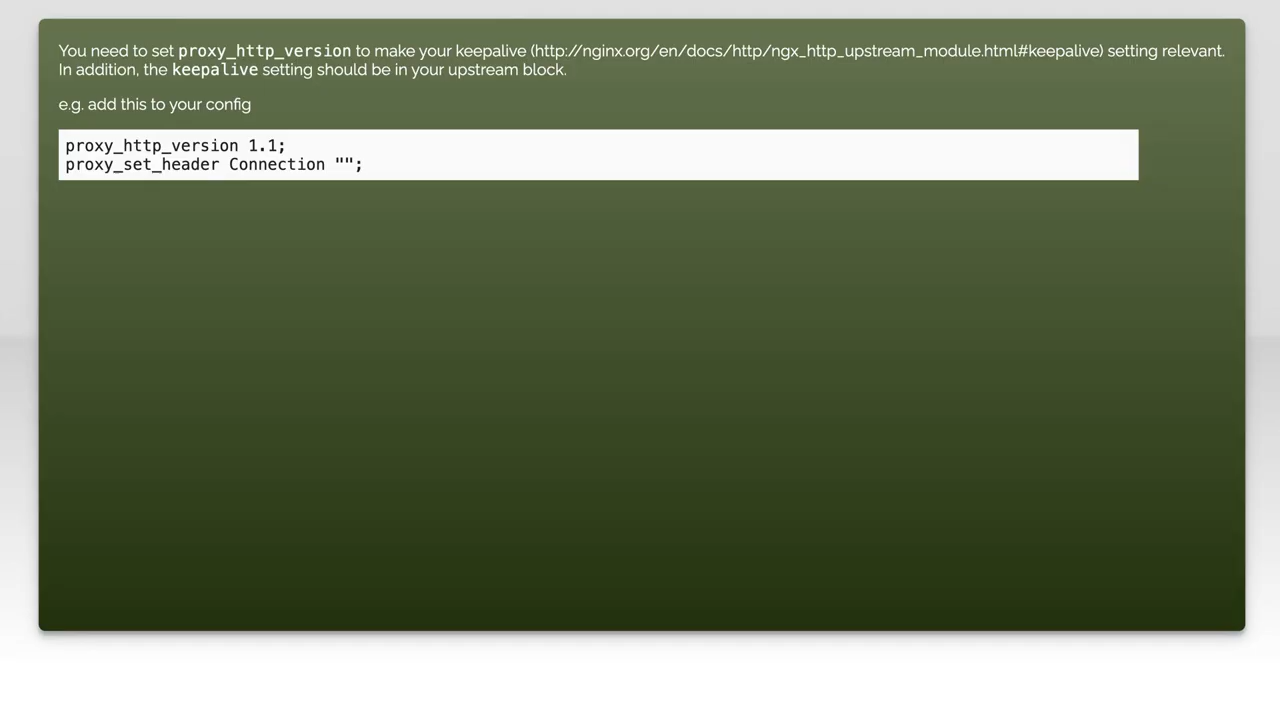 You need to set proxy_http_version to make your keepalive (http://nginx.org/en/docs/http/ngx_http_upstream_module.html#keepalive) setting relevant.
In addition, the keepalive setting should be in your upstream block.
e.g. add this to your config
proxy_http_version 1.1;
proxy_set_header Connection "";